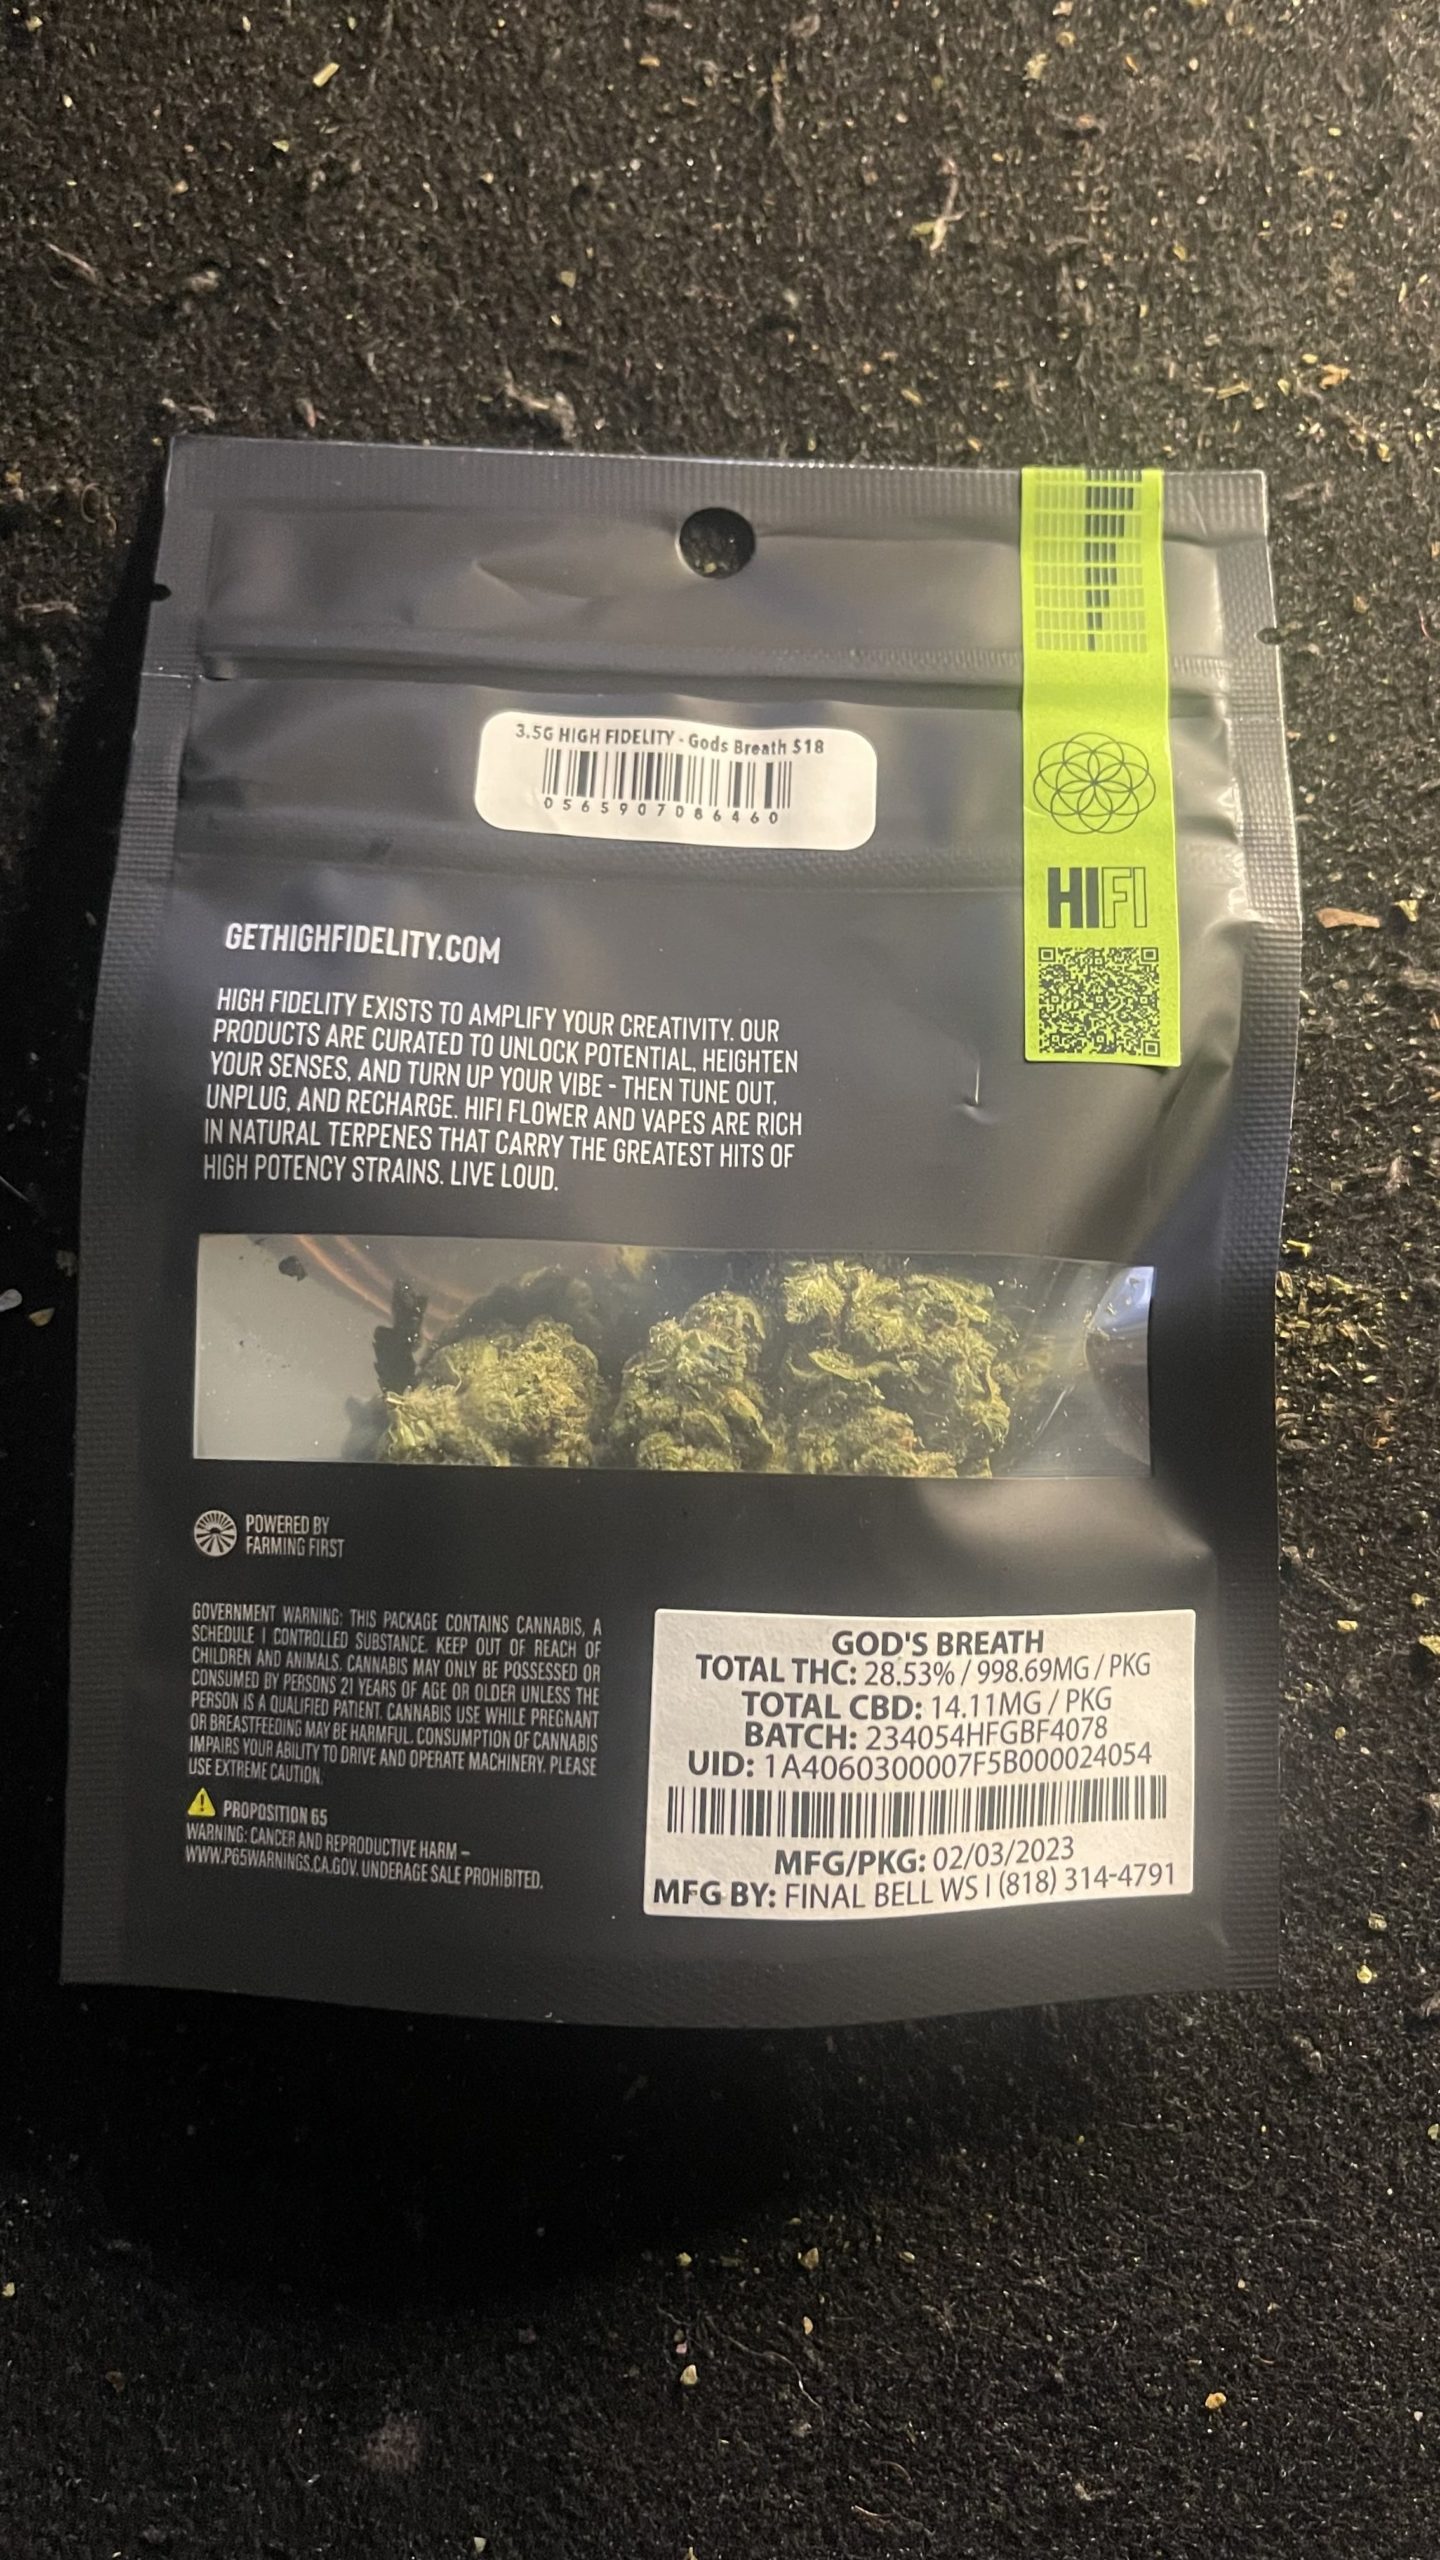 3.5G HIGH FIDELITY - Gods Breath $18
0565907086460
HIFI
GETHIGHFIDELITY.COM
HIGH FIDELITY EXISTS TO AMPLIFY YOUR CREATIVITY. OUR
PRODUCTS ARE CURATED TO UNLOCK POTENTIAL, HEIGHTEN
YOUR SENSES, AND TURN UP YOUR VIBE - THEN TUNE OUT,
UNPLUG, AND RECHARGE. HIFI FLOWER AND VAPES ARE RICH
IN NATURAL TERPENES THAT CARRY THE GREATEST HITS OF
HIGH POTENCY STRAINS. LIVE LOUD.
POWERED BY
FARMING FIRST
GOVERNMENT WARNING: THIS PACKAGE CONTAINS CANNABIS, A
SCHEDULE I CONTROLLED SUBSTANCE. KEEP OUT OF REACH OF
CHILDREN AND ANIMALS. CANNABIS MAY ONLY BE POSSESSED OR
CONSUMED BY PERSONS 21 YEARS OF AGE OR OLDER UNLESS THE
PERSON IS A QUALIFIED PATIENT. CANNABIS USE WHILE PREGNANT
OR BREASTFEEDING MAY BE HARMFUL. CONSUMPTION OF CANNABIS
IMPAIRS YOUR ABILITY TO DRIVE AND OPERATE MACHINERY. PLEASE
USE EXTREME CAUTION.
PROPOSITION 65
WARNING: CANCER AND REPRODUCTIVE HARM –
WWW.P65WARNINGS.CA.GOV. UNDERAGE SALE PROHIBITED.
GOD'S BREATH
TOTAL THC: 28.53% / 998.69MG / PKG
TOTAL CBD: 14.11MG / PKG
BATCH: 234054HFGBF4078
UID: 1A4060300007F5B000024054
MFG/PKG: 02/03/2023
MFG BY: FINAL BELL WS I (818) 314-4791